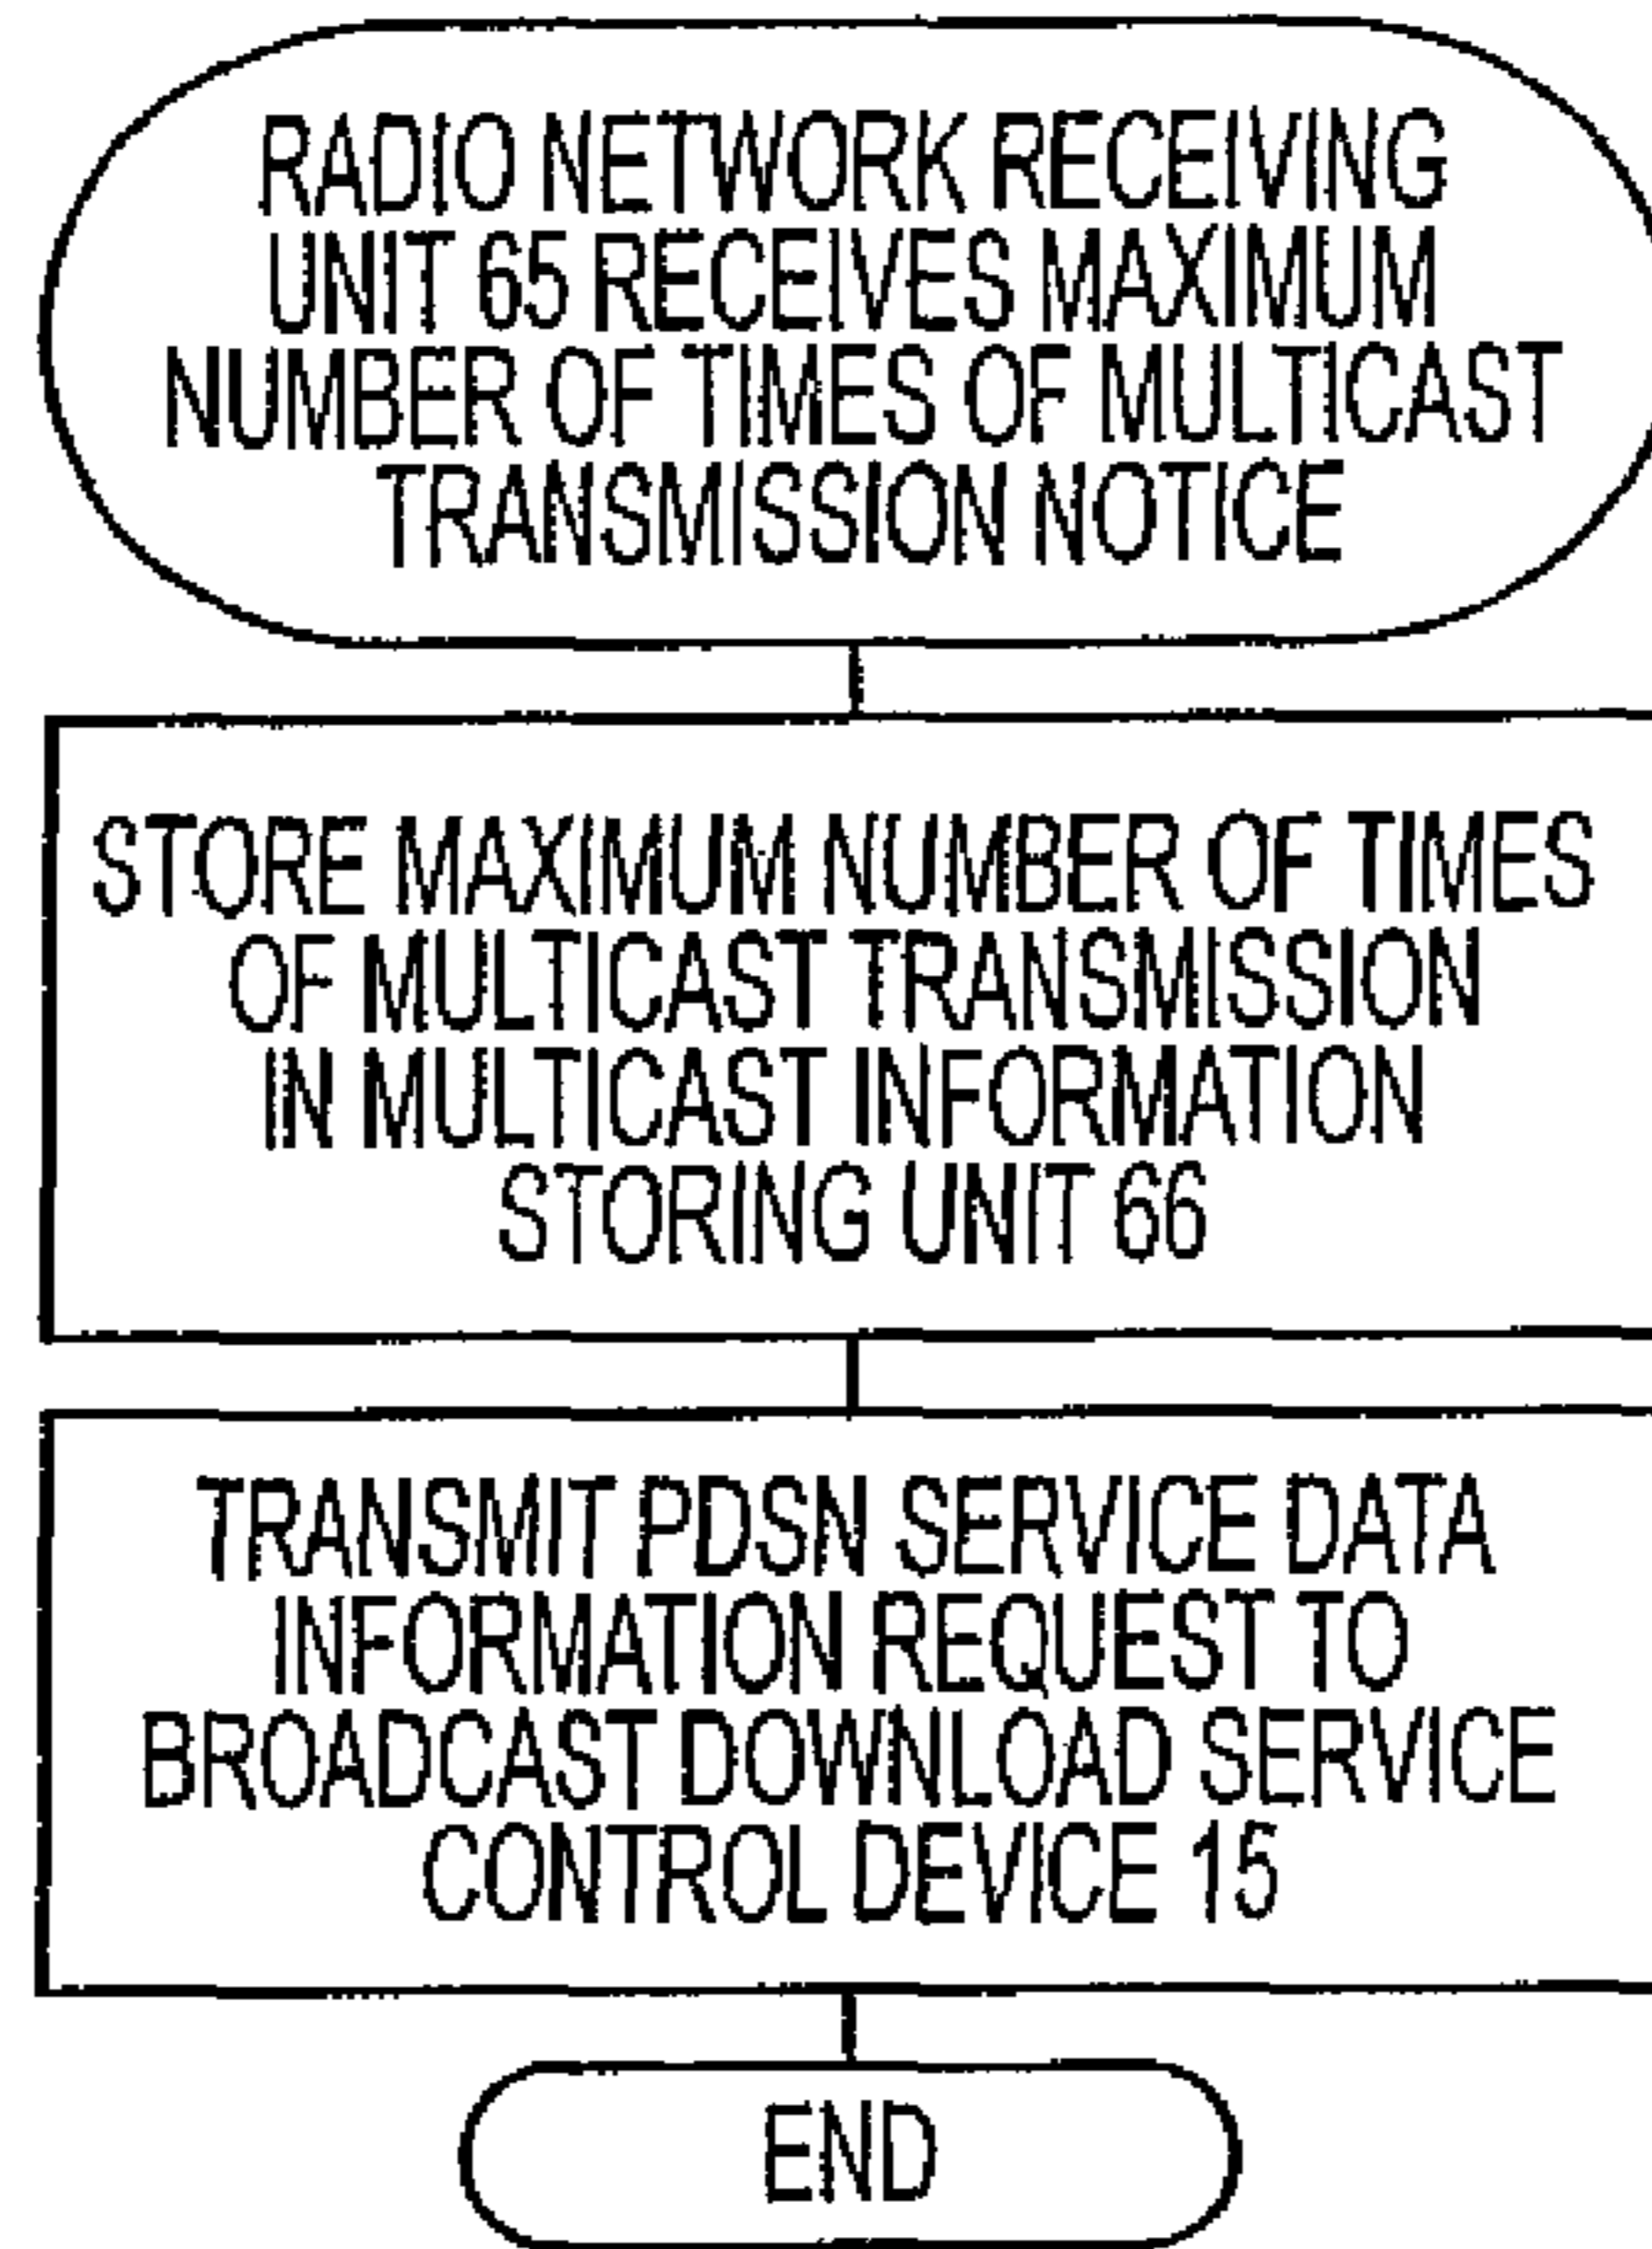 RADIO NETWORK RECEIVING
UNIT 65 RECEIVES MAXIMUM
NUMBER OF TIMES OF MULTICAST
TRANSMISSION NOTICE
STORE MAXIMUM NUMBER OF TIMES
OF MULTICAST TRANSMISSION
IN MULTICAST INFORMATION
STORING UNIT 66
TRANSMIT PDSN SERVICE DATA
INFORMATION REQUEST TO
BROADCAST DOWNLOAD SERVICE
CONTROL DEVICE 15
END